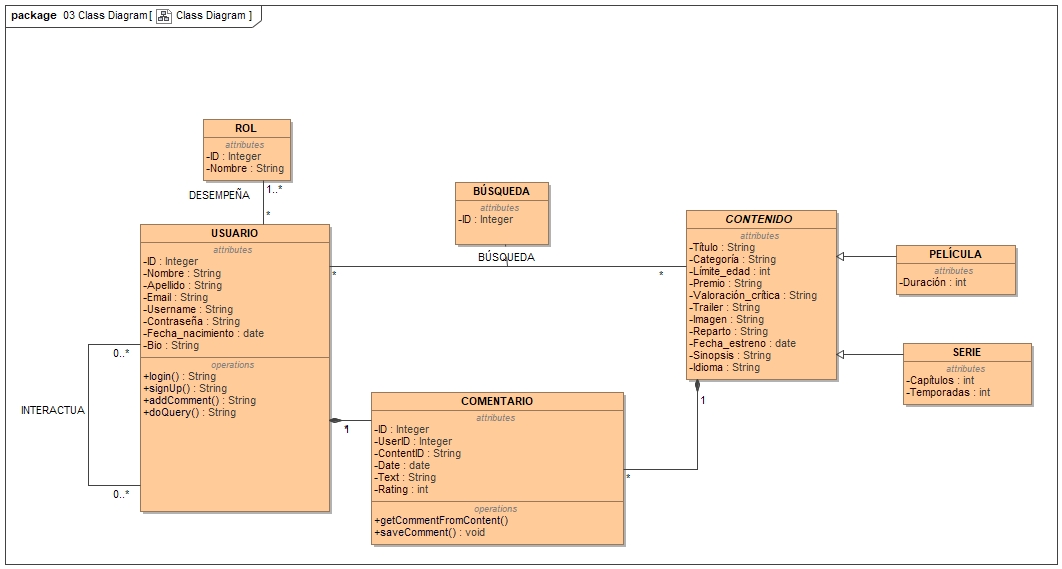 package 03 Class Diagram[ Class Diagram ]
ROL
attributes
-ID : Integer
-Nombre : String
DESEMPEÑA
1..*
*
USUARIO
attributes
-ID : Integer
-Nombre : String
-Apellido : String
-Email : String
-Username : String
-Contraseña : String
-Fecha_nacimiento : date
-Bio : String
operations
+login() : String
+signUp() : String
+addComment() : String
+doQuery() : String
0..*
INTERACTUA
0..*
BÚSQUEDA
attributes
-ID : Integer
BÚSQUEDA
*
*
CONTENIDO
attributes
-Título : String
-Categoría : String
-Límite_edad : int
-Premio : String
-Valoración_crítica : String
-Trailer : String
-Imagen : String
-Reparto : String
-Fecha_estreno : date
-Sinopsis : String
-Idioma : String
PELÍCULA
attributes
-Duración : int
SERIE
attributes
-Capítulos : int
-Temporadas : int
1
*
1
COMENTARIO
attributes
-ID : Integer
-UserID : Integer
-ContentID : String
-Date : date
-Text : String
-Rating : int
operations
+getCommentFromContent()
+saveComment() : void
*